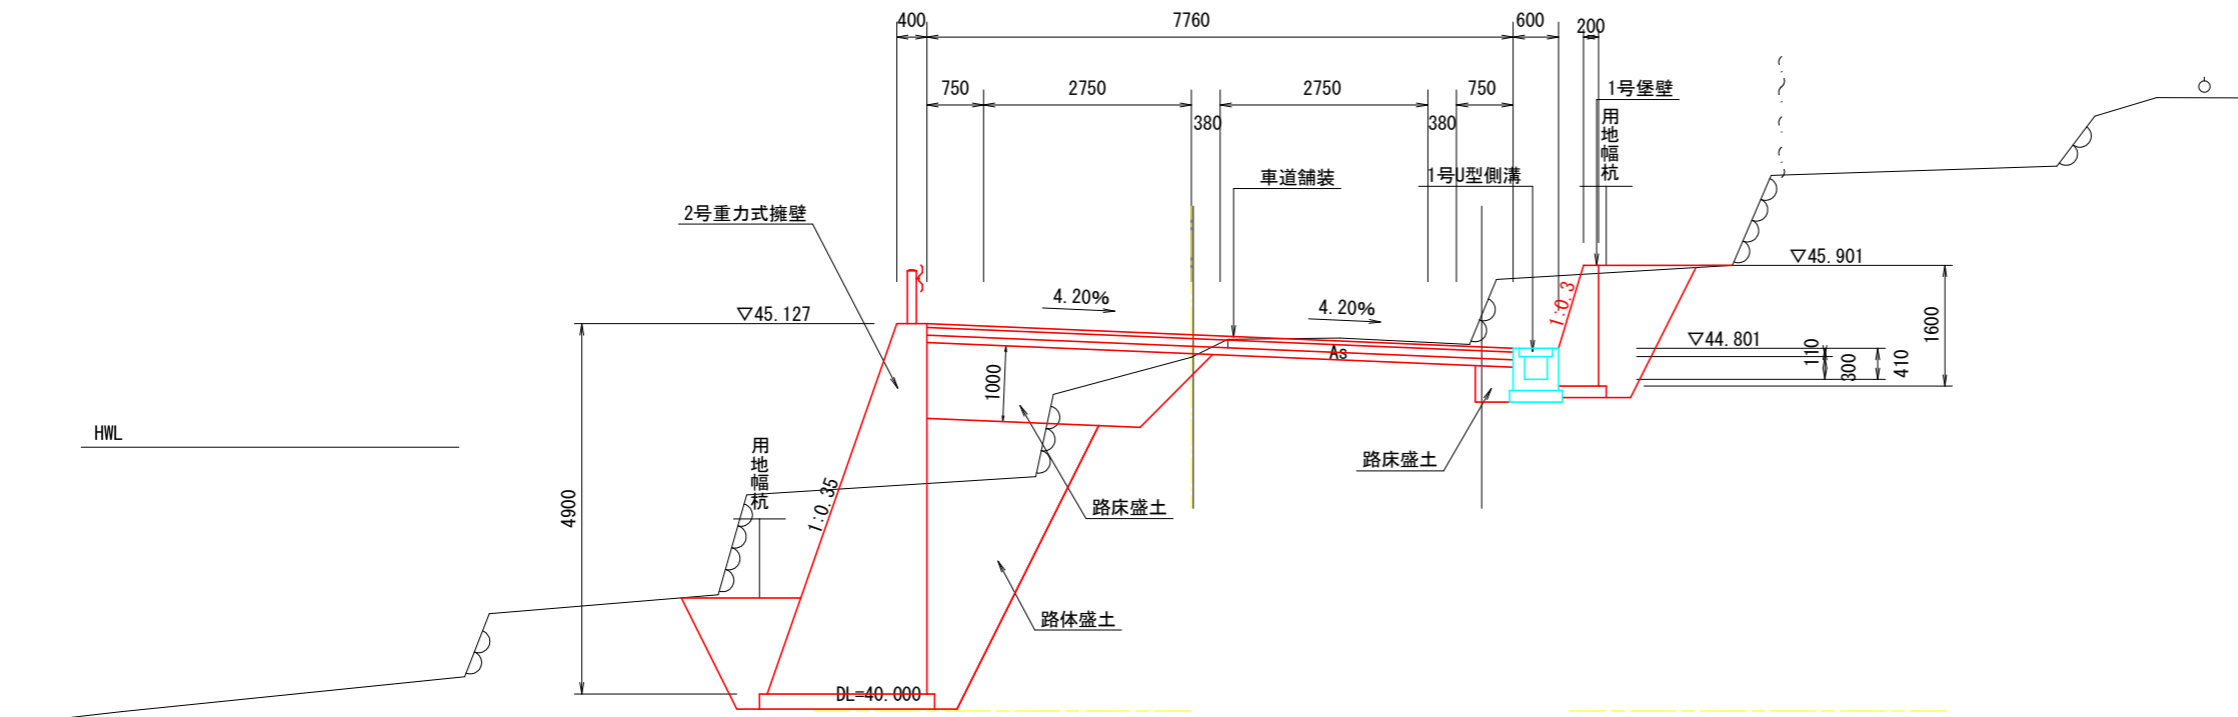 400
7760
600
200
750
2750
380
2750
380
750
1号堡壁
用地幅杭
車道舗装
1号U型側溝
2号重力式擁壁
▽45.901
4.20%
4.20%
1:0.3
▽45.127
1600
▽44.801
As
110
300
410
1000
HWL
用地幅杭
路床盛土
4900
1:0.35
路床盛土
路体盛土
DL=40.000